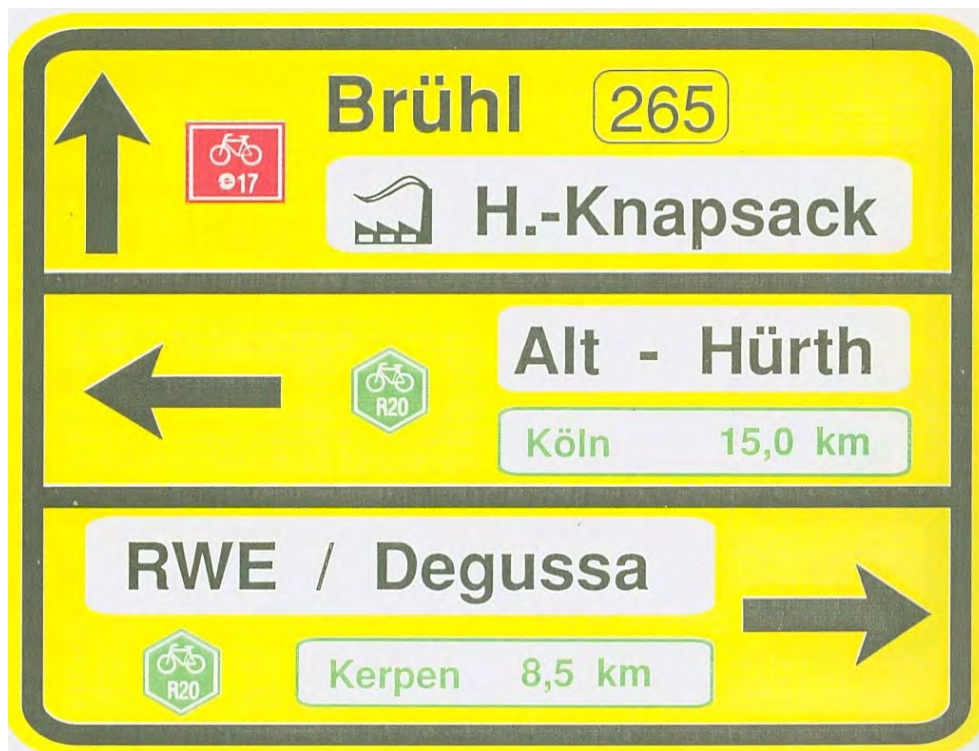 Brühl 265
17
H.-Knapsack
Alt - Hürth
R20
Köln 15,0 km
RWE / Degussa
R20
Kerpen 8,5 km